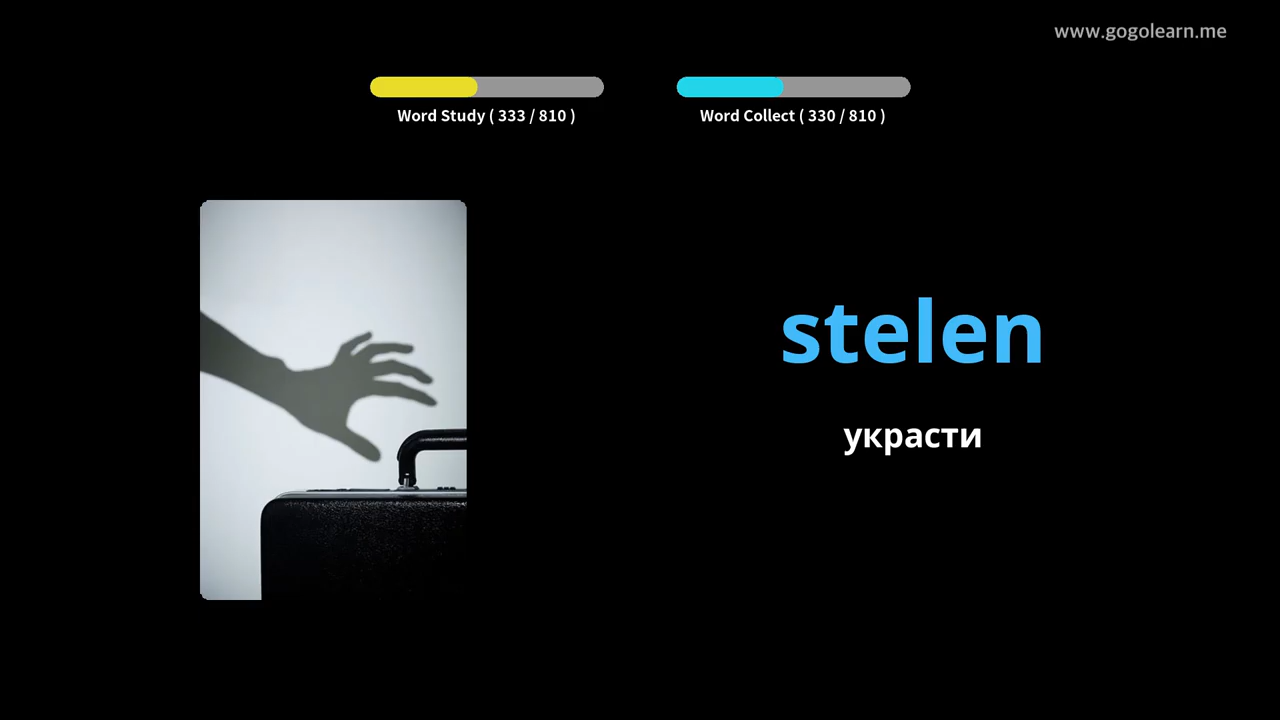 www.gogolearn.me
Word Study ( 333 / 810 )
Word Collect ( 330 / 810 )
stelen
украсти